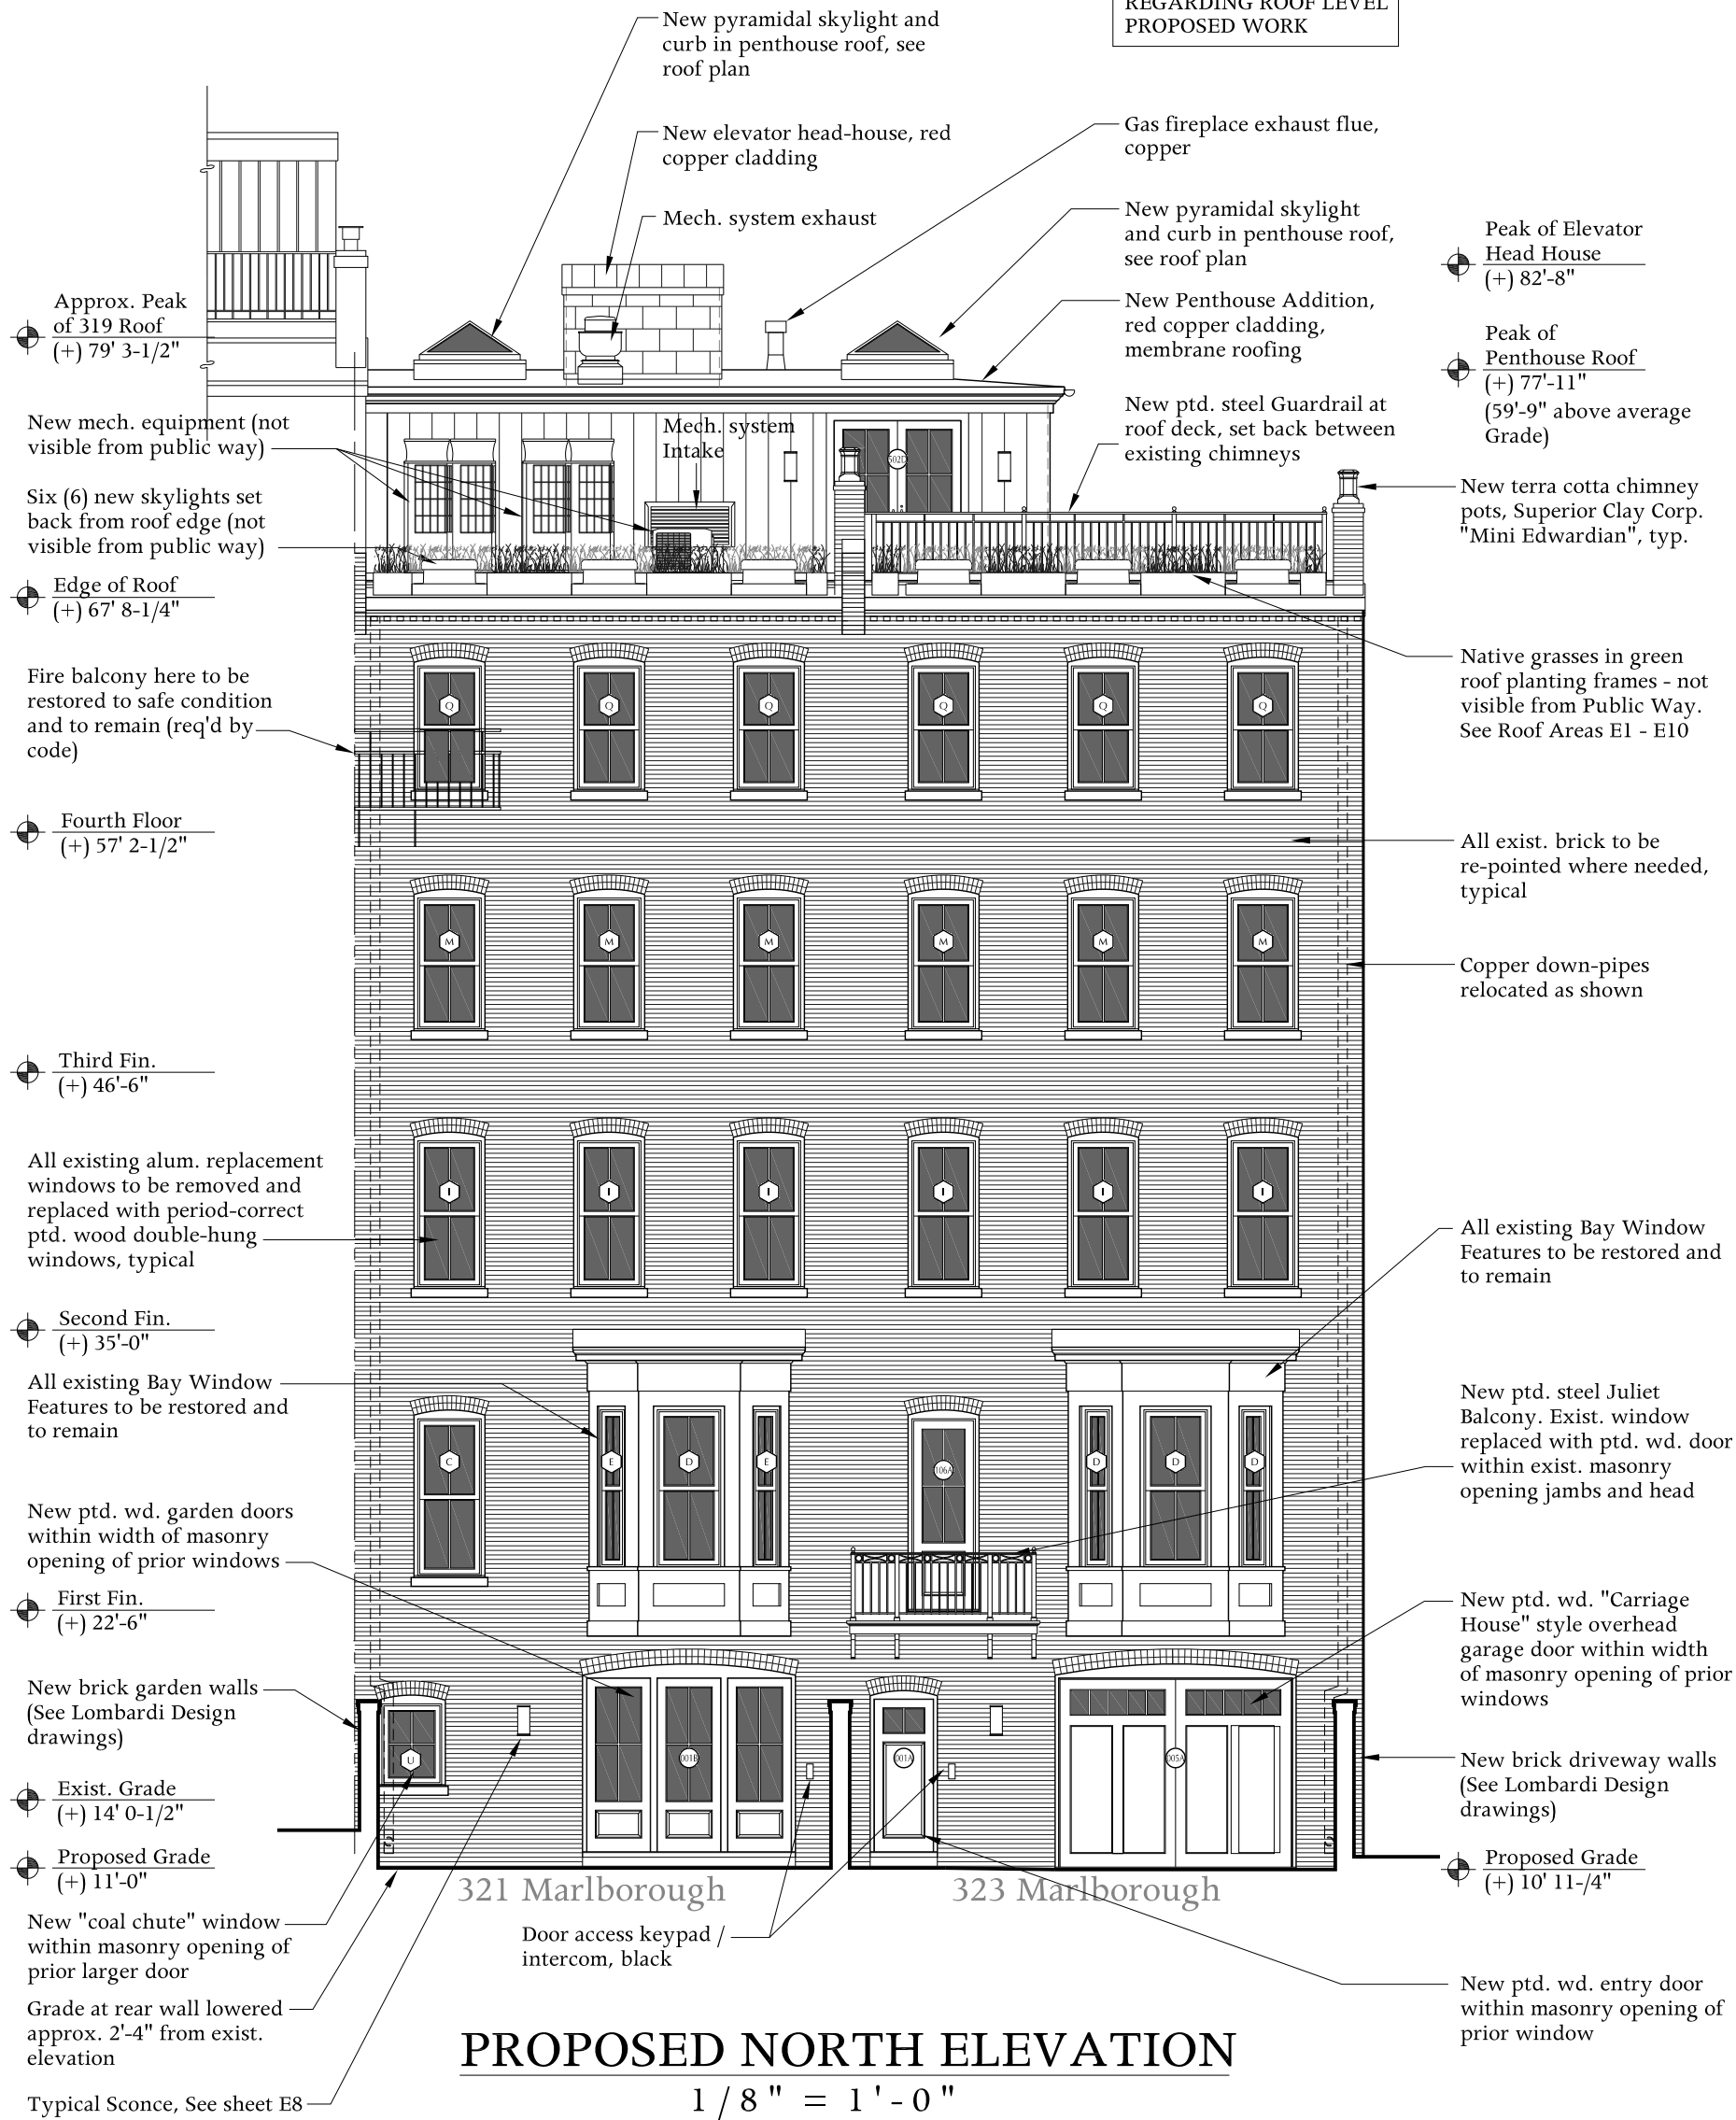 REGARDING ROOF LEVEL
PROPOSED WORK
New pyramidal skylight and
curb in penthouse roof, see
roof plan
New elevator head-house, red
copper cladding
Mech. system exhaust
Gas fireplace exhaust flue,
copper
New pyramidal skylight
and curb in penthouse roof,
see roof plan
New Penthouse Addition,
red copper cladding,
membrane roofing
New ptd. steel Guardrail at
roof deck, set back between
existing chimneys
Mech. system
Intake
502D
Approx. Peak
of 319 Roof
(+) 79' 3-1/2"
New mech. equipment (not
visible from public way)
Six (6) new skylights set
back from roof edge (not
visible from public way)
Edge of Roof
(+) 67' 8-1/4"
Fire balcony here to be
restored to safe condition
and to remain (req'd by
code)
Fourth Floor
(+) 57' 2-1/2"
Third Fin.
(+) 46'-6"
All existing alum. replacement
windows to be removed and
replaced with period-correct
ptd. wood double-hung
windows, typical
Second Fin.
(+) 35'-0"
All existing Bay Window
Features to be restored and
to remain
New ptd. wd. garden doors
within width of masonry
opening of prior windows
First Fin.
(+) 22'-6"
New brick garden walls
(See Lombardi Design
drawings)
Exist. Grade
(+) 14' 0-1/2"
Proposed Grade
(+) 11'-0"
New "coal chute" window
within masonry opening of
prior larger door
Grade at rear wall lowered
approx. 2'-4" from exist.
elevation
Typical Sconce, See sheet E8
Q Q Q Q Q Q
M M M M M M
I I I I I I
C E D E 106A D D D
U 001B 001A 005A
Peak of Elevator
Head House
(+) 82'-8"
Peak of
Penthouse Roof
(+) 77'-11"
(59'-9" above average
Grade)
New terra cotta chimney
pots, Superior Clay Corp.
"Mini Edwardian", typ.
Native grasses in green
roof planting frames - not
visible from Public Way.
See Roof Areas E1 - E10
All exist. brick to be
re-pointed where needed,
typical
Copper down-pipes
relocated as shown
All existing Bay Window
Features to be restored and
to remain
New ptd. steel Juliet
Balcony. Exist. window
replaced with ptd. wd. door
within exist. masonry
opening jambs and head
New ptd. wd. "Carriage
House" style overhead
garage door within width
of masonry opening of prior
windows
New brick driveway walls
(See Lombardi Design
drawings)
Proposed Grade
(+) 10' 11-/4"
New ptd. wd. entry door
within masonry opening of
prior window
321 Marlborough
323 Marlborough
Door access keypad /
intercom, black
PROPOSED NORTH ELEVATION
1/8" = 1'-0"